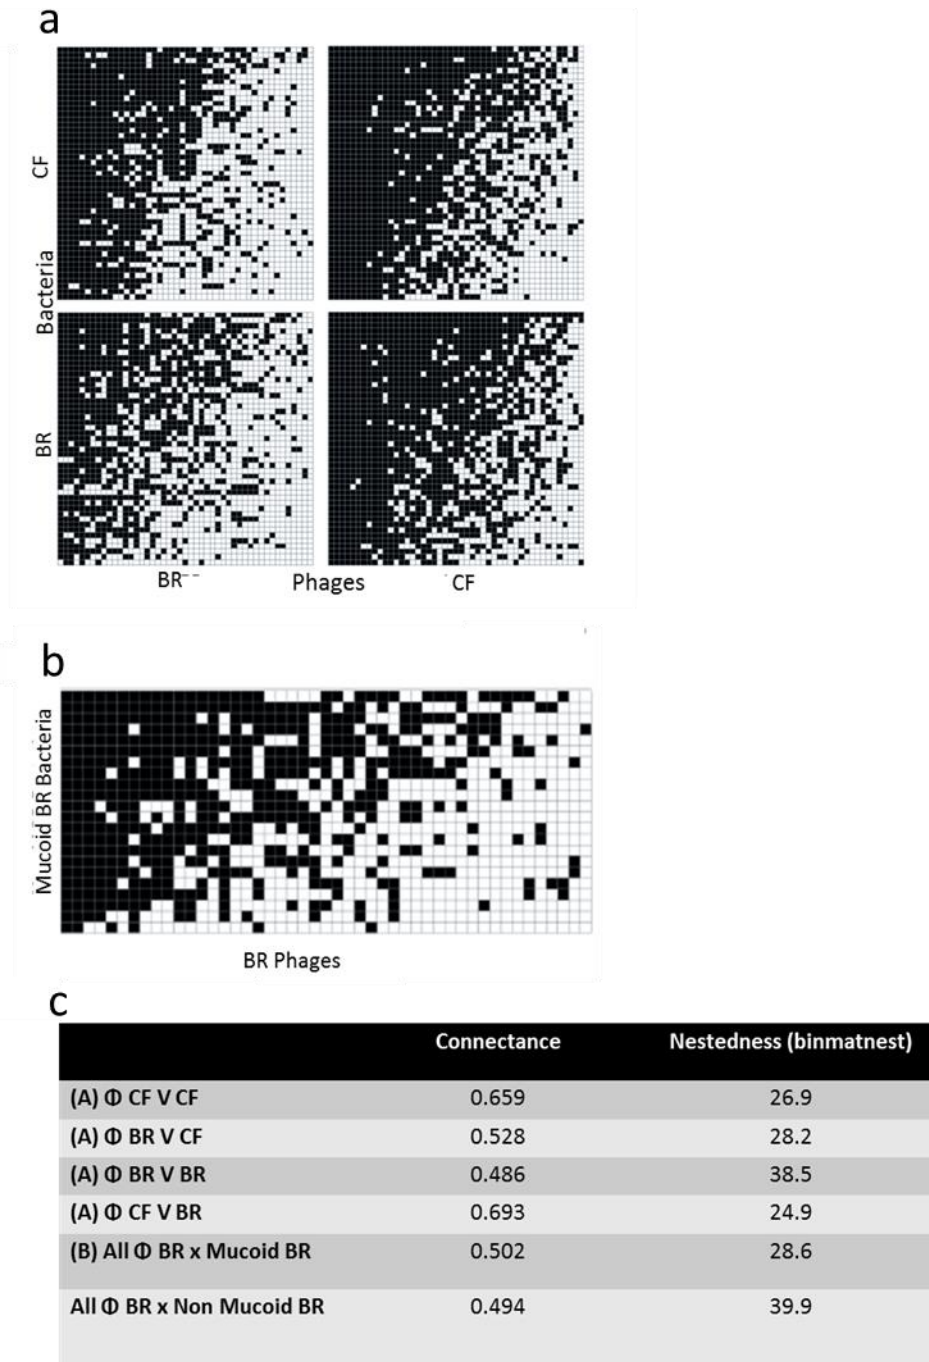 a
CF
Bacteria
BR
BR
Phages
CF
b
Mucoid BR Bacteria
BR Phages
c
Connectance Nestedness (binmatnest)
(A) Φ CF V CF 0.659 26.9
(A) Φ BR V CF 0.528 28.2
(A) Φ BR V BR 0.486 38.5
(A) Φ CF V BR 0.693 24.9
(B) All Φ BR x Mucoid BR 0.502 28.6
All Φ BR x Non Mucoid BR 0.494 39.9